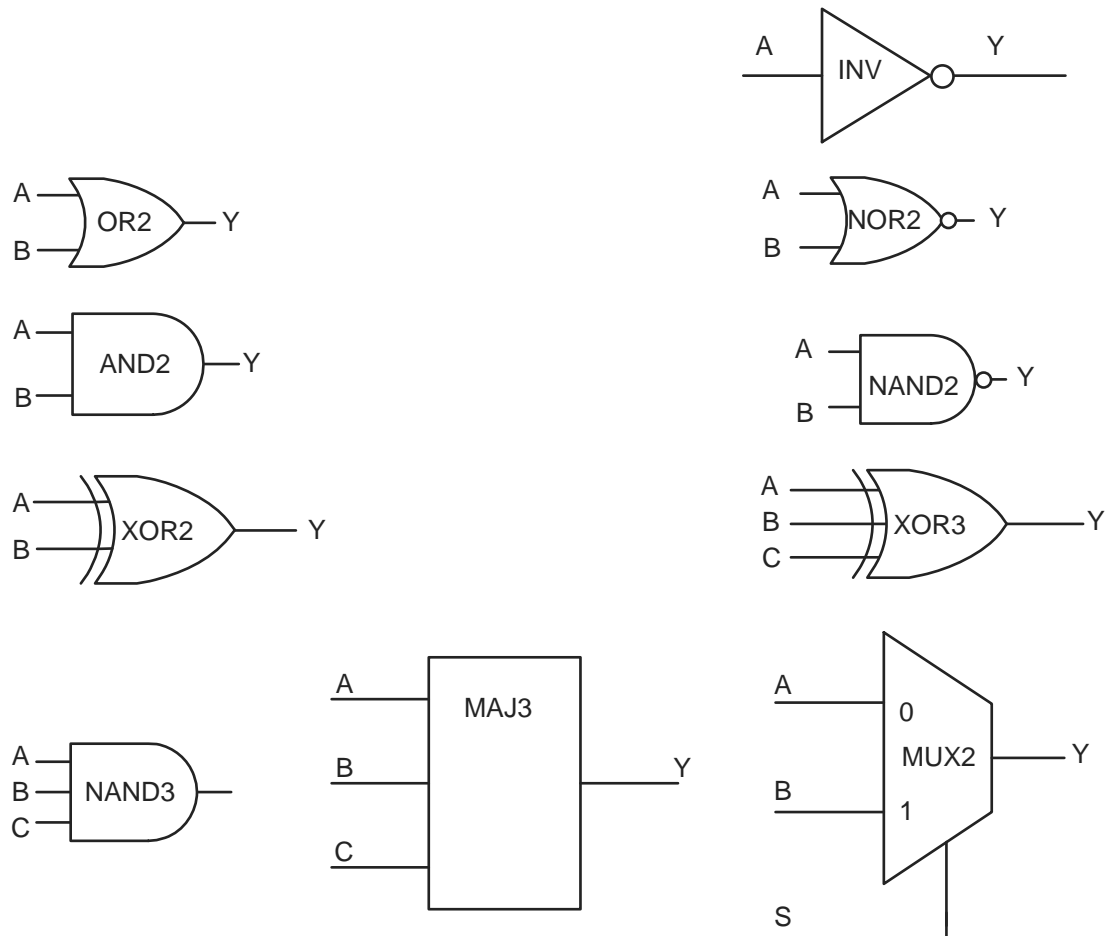 A INV Y
A OR2 Y
B
A NOR2 Y
B
A AND2 Y
B
A NAND2 Y
B
A XOR2 Y
B
A XOR3 Y
B
C
A
B NAND3
C
A MAJ3
B Y
C
A 0
MUX2 Y
B 1
S